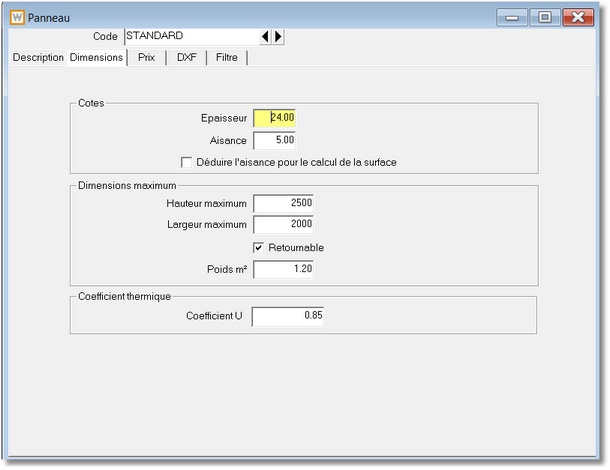 W Panneau
Code STANDARD
Description Dimensions Prix DXF Filtre
Cotes
Epaisseur 24.00
Aisance 5.00
Déduire l'aisance pour le calcul de la surface
Dimensions maximum
Hauteur maximum 2500
Largeur maximum 2000
Retournable
Poids m² 1.20
Coefficient thermique
Coefficient U 0.85